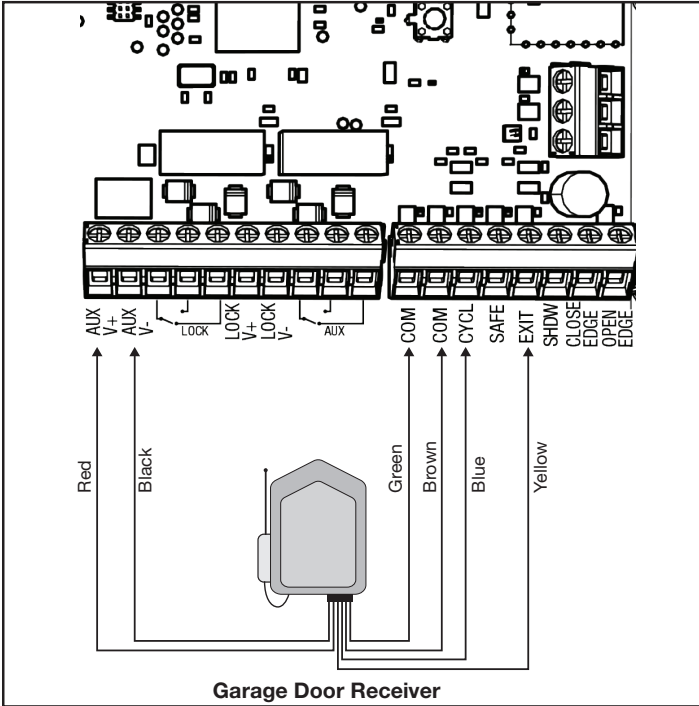 AUX V+
AUX V-
LOCK
LOCK V+
LOCK V-
AUX
COM
COM
CYCL
SAFE
EXIT
SHDW
CLOSE EDGE
OPEN EDGE
Red
Black
Green
Brown
Blue
Yellow
Garage Door Receiver